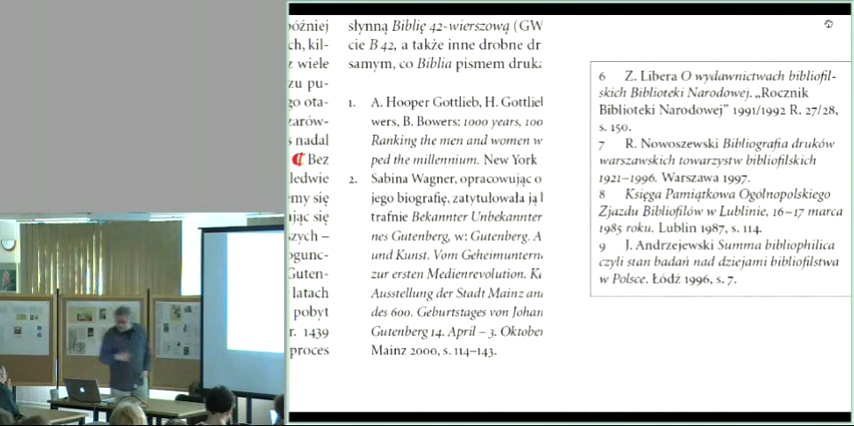 później
ch, kil-
z wiele
zu pu-
go ota-
zarów-
s nadal
Bez
ledwie
emy się
ając się
szych –
ogunc-
Guten-
latach
pobyt
r. 1439
proces
słynną Biblię 42-wierszową (GW
cie B 42, a także inne drobne dr
samym, co Biblia pismem druk
1. A. Hooper Gottlieb, H. Gottlieb
wers, B. Bowers: 1000 years, 100
Ranking the men and women w
ped the millennium. New York
2. Sabina Wagner, opracowując o
jego biografię, zatytułowała ją
trafnie Bekannter Unbekannter
nes Gutenberg, w: Gutenberg. A
und Kunst. Vom Geheimuntern
zur ersten Medienrevolution. K
Ausstellung der Stadt Mainz an
des 600. Geburtstages von Johan
Gutenberg 14. April – 3. Oktober
Mainz 2000, s. 114–143.
6 Z. Libera O wydawnictwach bibliofil-
skich Biblioteki Narodowej. „Rocznik
Biblioteki Narodowej” 1991/1992 R. 27/28,
s. 150.
7 R. Nowoszewski Bibliografia druków
warszawskich towarzystw bibliofilskich
1921–1996. Warszawa 1997.
8 Księga Pamiątkowa Ogólnopolskiego
Zjazdu Bibliofilów w Lublinie, 16–17 marca
1985 roku. Lublin 1987, s. 114.
9 J. Andrzejewski Summa bibliophilica
czyli stan badań nad dziejami bibliofilstwa
w Polsce. Łódź 1996, s. 7.